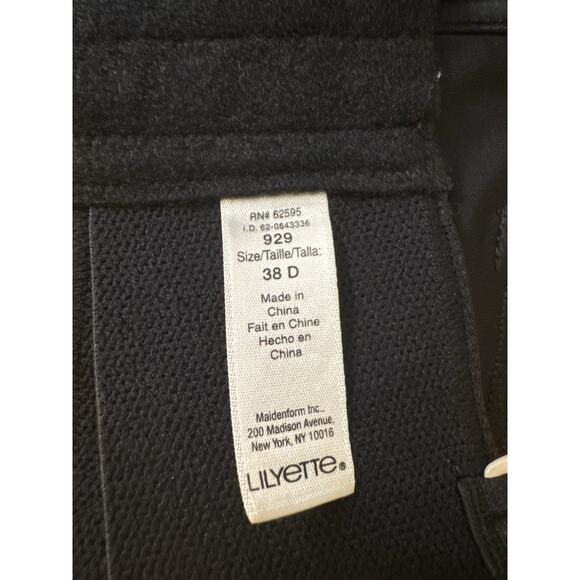 RN# 62595
I.D. 62-0643336
929
Size/Taille/Talla:
38 D
Made in
China
Fait en Chine
Hecho en
China
Maidenform Inc.,
200 Madison Avenue,
New York, NY 10016
LILYETTE®